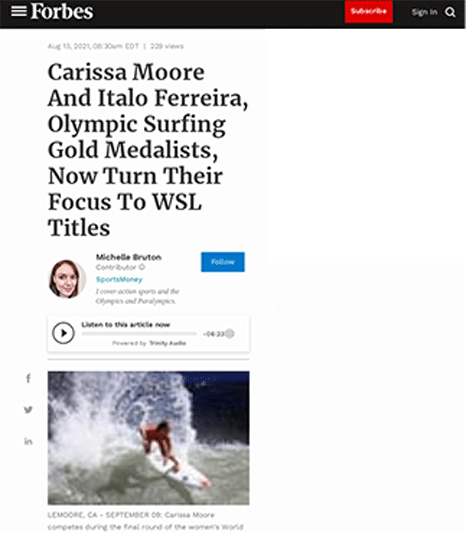 Forbes
Subscribe
Sign In
Aug 13, 2021, 08:30am EDT | 229 views
Carissa Moore
And Italo Ferreira,
Olympic Surfing
Gold Medalists,
Now Turn Their
Focus To WSL
Titles
Michelle Bruton
Contributor
Follow
SportsMoney
I cover action sports and the
Olympics and Paralympics.
Listen to this article now
-06:23
Powered by Trinity Audio
LEMOORE, CA - SEPTEMBER 09: Carissa Moore
competes during the final round of the women's World